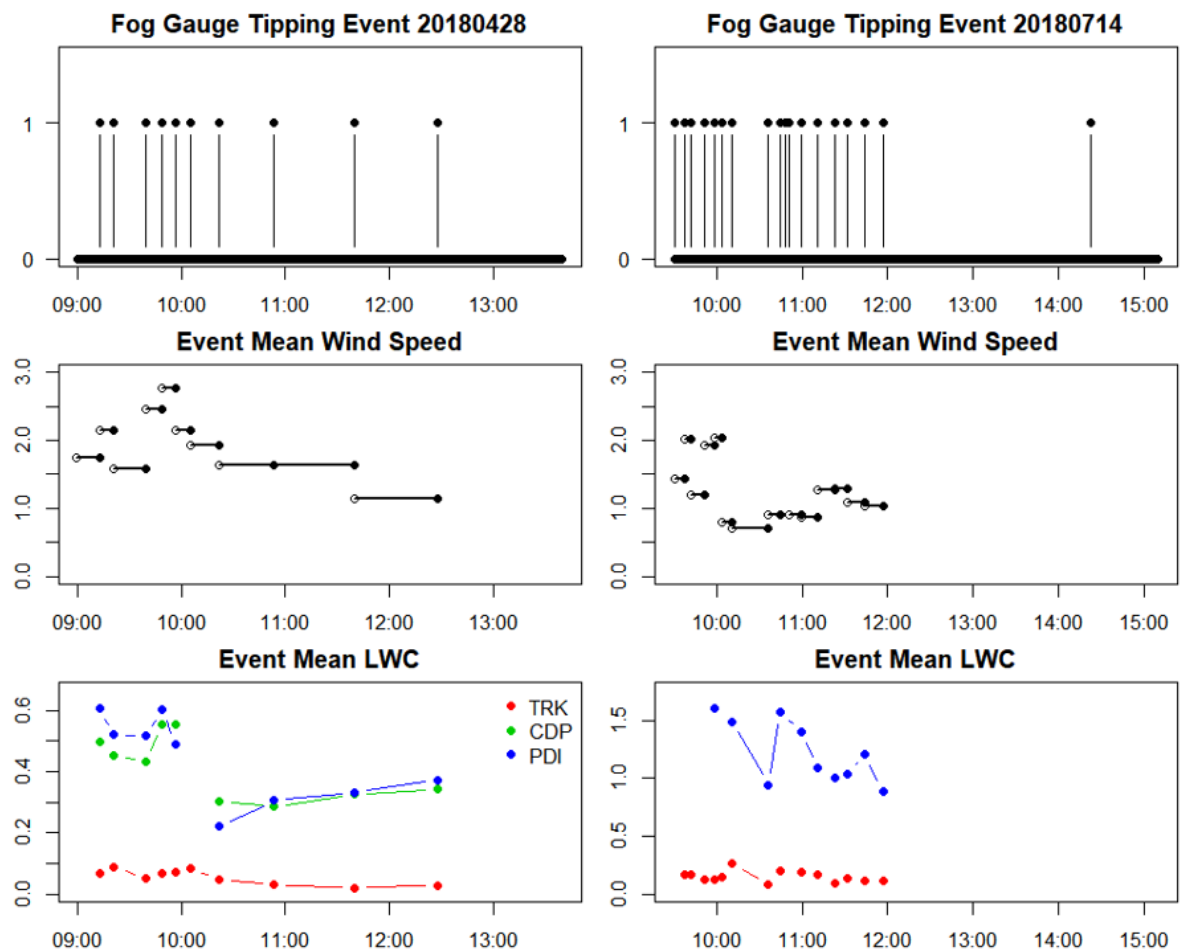 Fog Gauge Tipping Event 20180428
1
0
09:00 10:00 11:00 12:00 13:00
Fog Gauge Tipping Event 20180714
1
0
10:00 11:00 12:00 13:00 14:00 15:00
Event Mean Wind Speed
3.0
2.0
1.0
0.0
09:00 10:00 11:00 12:00 13:00
Event Mean Wind Speed
3.0
2.0
1.0
0.0
10:00 11:00 12:00 13:00 14:00 15:00
Event Mean LWC
0.6
0.4
0.2
0.0
TRK
CDP
PDI
09:00 10:00 11:00 12:00 13:00
Event Mean LWC
1.5
1.0
0.5
0.0
10:00 11:00 12:00 13:00 14:00 15:00